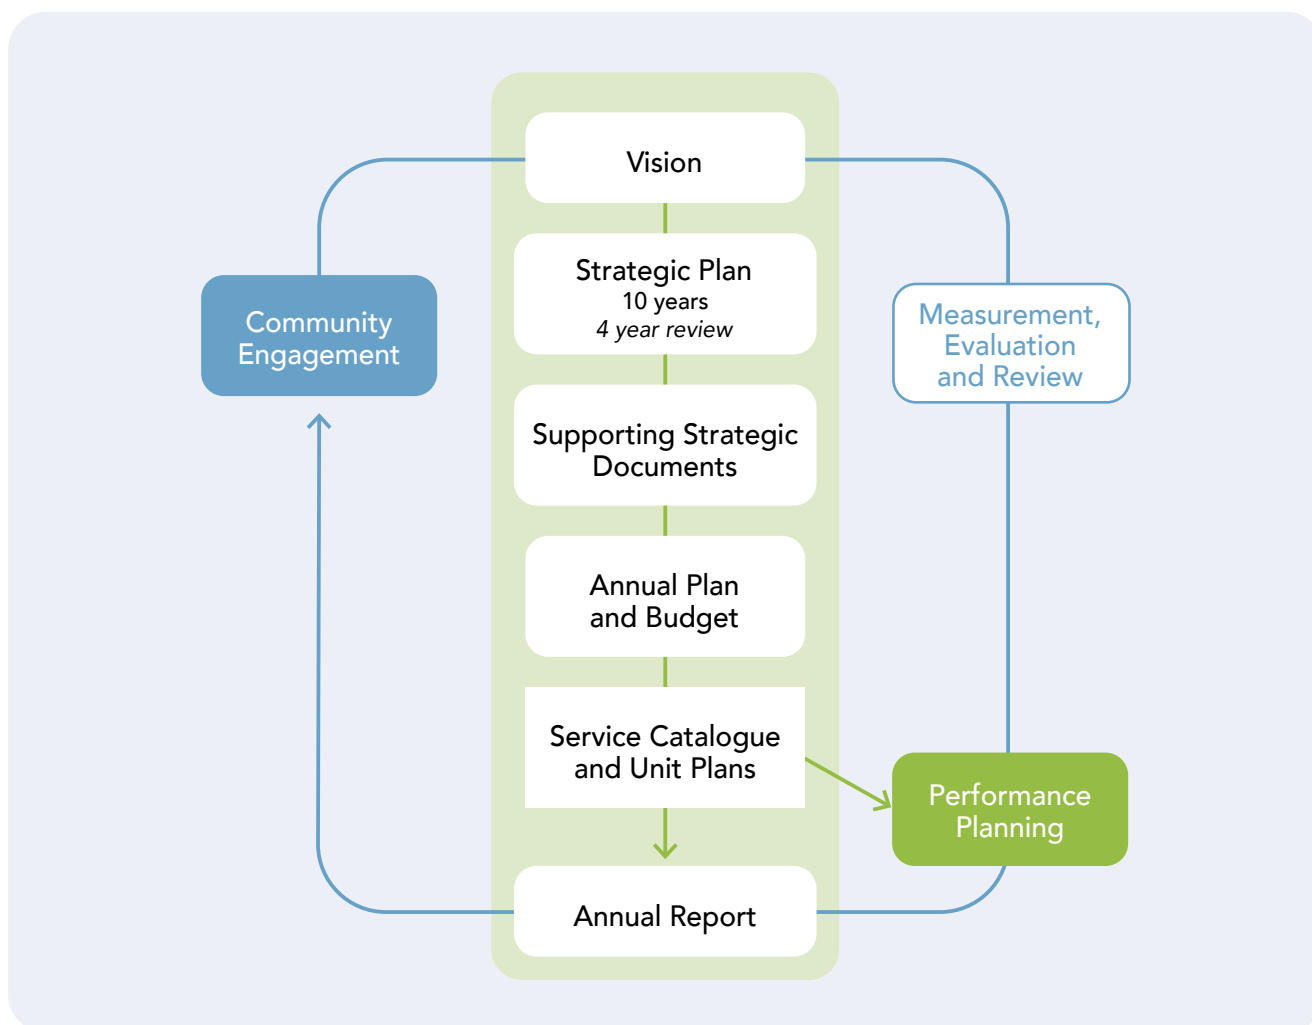 Vision
Strategic Plan
10 years
4 year review
Community
Engagement
Measurement,
Evaluation
and Review
Supporting Strategic
Documents
Annual Plan
and Budget
Service Catalogue
and Unit Plans
Performance
Planning
Annual Report